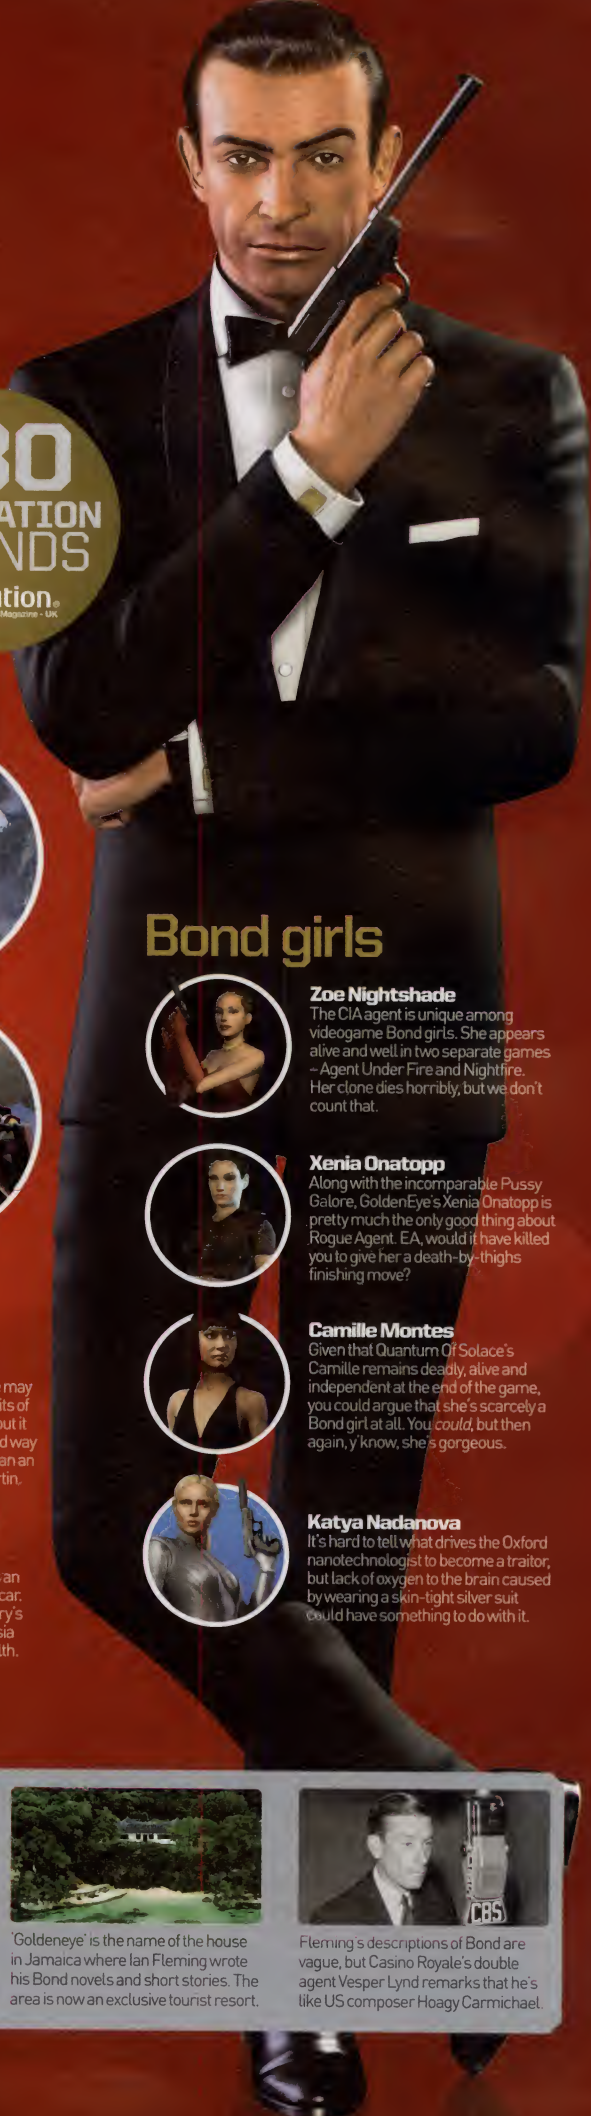 30
ATION
NDS
tion®
Magazine - UK
Bond girls
Zoe Nightshade
The CIA agent is unique among
videogame Bond girls. She appears
alive and well in two separate games
– Agent Under Fire and Nightfire.
Her clone dies horribly, but we don't
count that.
Xenia Onatopp
Along with the incomparable Pussy
Galore, GoldenEye's Xenia Onatopp is
pretty much the only good thing about
Rogue Agent. EA, would it have killed
you to give her a death-by-thighs
finishing move?
Camille Montes
Given that Quantum Of Solace's
Camille remains deadly, alive and
independent at the end of the game,
you could argue that she's scarcely a
Bond girl at all. You could, but then
again, y'know, she's gorgeous.
Katya Nadanova
It's hard to tell what drives the Oxford
nanotechnologist to become a traitor,
but lack of oxygen to the brain caused
by wearing a skin-tight silver suit
could have something to do with it.
may
its of
out it
d way
an an
tin.
an
car.
ry's
sia
lth.
CBS
'Goldeneye' is the name of the house
in Jamaica where Ian Fleming wrote
his Bond novels and short stories. The
area is now an exclusive tourist resort.
Fleming's descriptions of Bond are
vague, but Casino Royale's double
agent Vesper Lynd remarks that he's
like US composer Hoagy Carmichael.